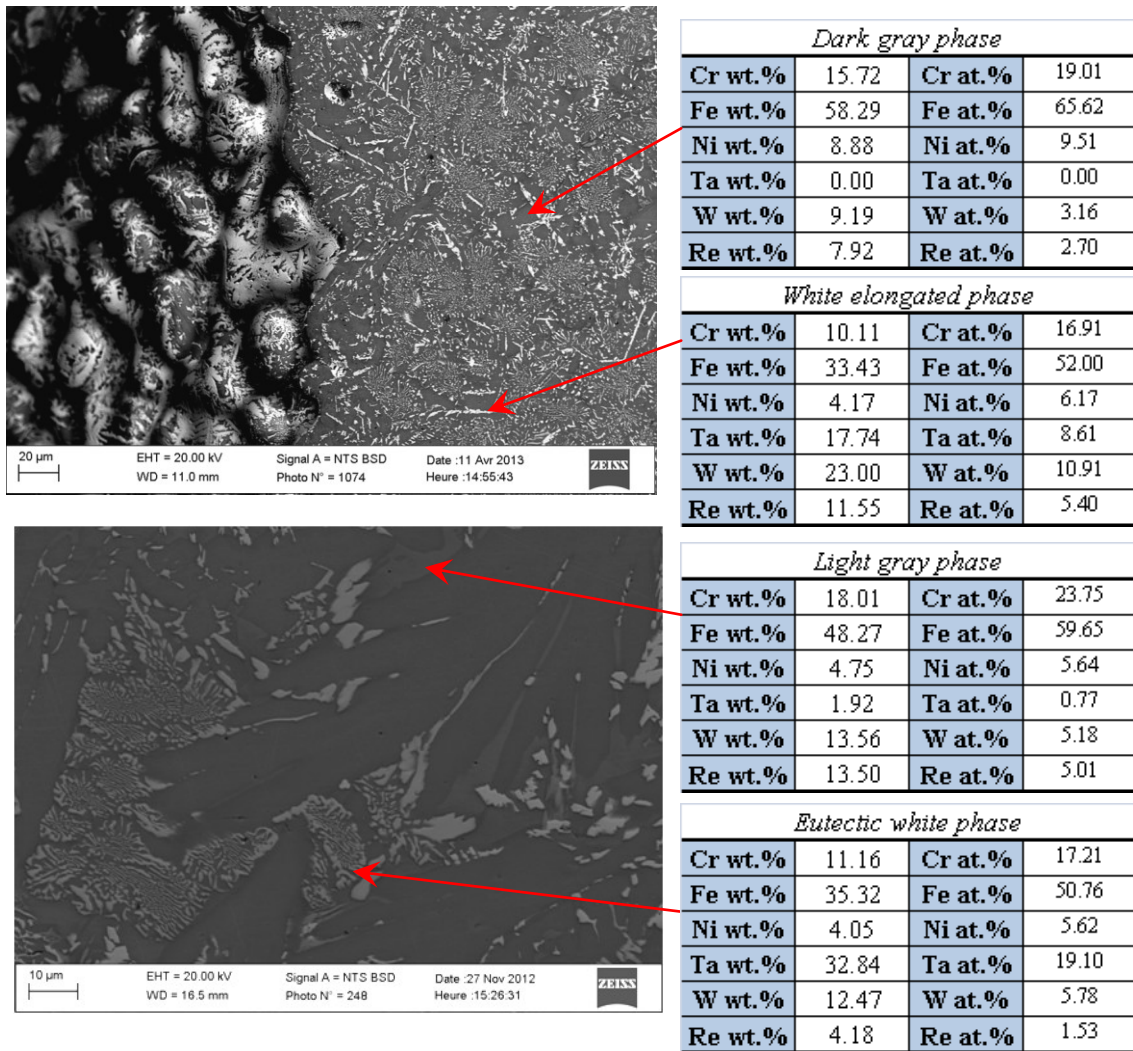 Dark gray phase
Cr wt.% 15.72 Cr at.% 19.01
Fe wt.% 58.29 Fe at.% 65.62
Ni wt.% 8.88 Ni at.% 9.51
Ta wt.% 0.00 Ta at.% 0.00
W wt.% 9.19 W at.% 3.16
Re wt.% 7.92 Re at.% 2.70
White elongated phase
Cr wt.% 10.11 Cr at.% 16.91
Fe wt.% 33.43 Fe at.% 52.00
Ni wt.% 4.17 Ni at.% 6.17
Ta wt.% 17.74 Ta at.% 8.61
W wt.% 23.00 W at.% 10.91
Re wt.% 11.55 Re at.% 5.40
20 µm EHT = 20.00 kV Signal A = NTS BSD Date :11 Avr 2013 ZEISS
WD = 11.0 mm Photo N° = 1074 Heure :14:55:43
Light gray phase
Cr wt.% 18.01 Cr at.% 23.75
Fe wt.% 48.27 Fe at.% 59.65
Ni wt.% 4.75 Ni at.% 5.64
Ta wt.% 1.92 Ta at.% 0.77
W wt.% 13.56 W at.% 5.18
Re wt.% 13.50 Re at.% 5.01
Eutectic white phase
Cr wt.% 11.16 Cr at.% 17.21
Fe wt.% 35.32 Fe at.% 50.76
Ni wt.% 4.05 Ni at.% 5.62
Ta wt.% 32.84 Ta at.% 19.10
W wt.% 12.47 W at.% 5.78
Re wt.% 4.18 Re at.% 1.53
10 µm EHT = 20.00 kV Signal A = NTS BSD Date :27 Nov 2012 ZEISS
WD = 16.5 mm Photo N° = 248 Heure :15:26:31